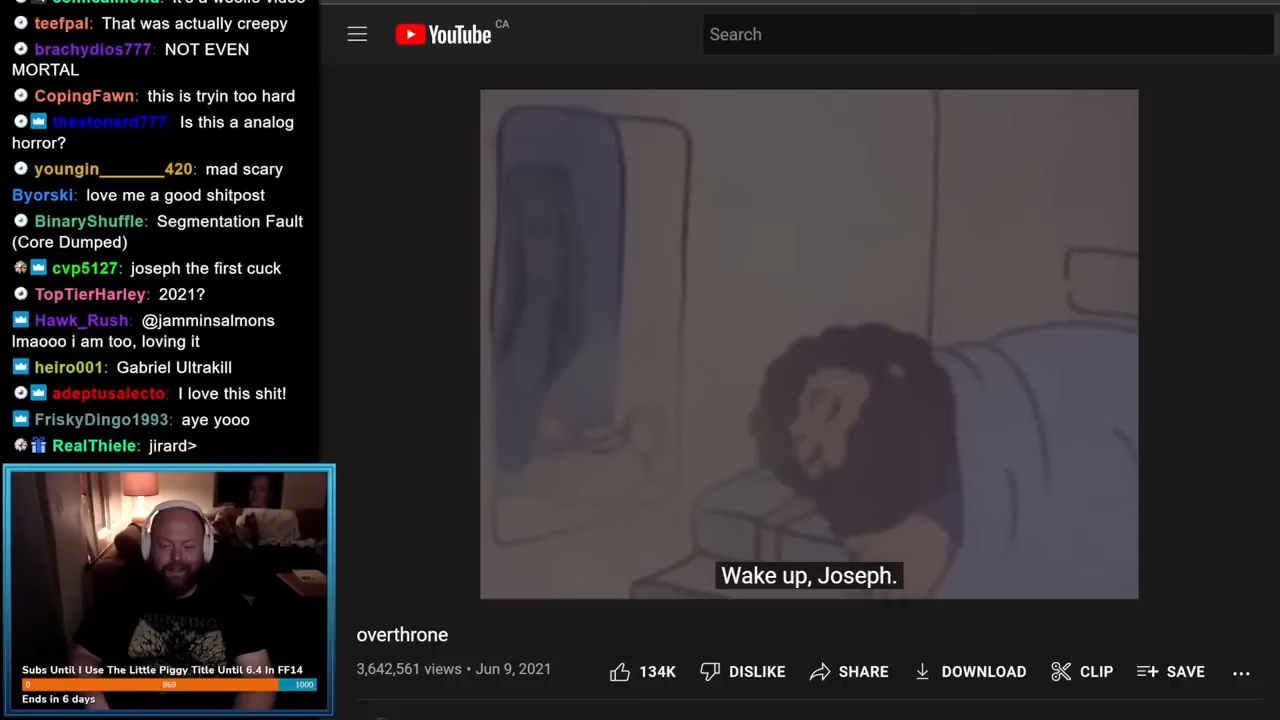 teefpal: That was actually creepy
brachydios777: NOT EVEN
MORTAL
CopingFawn: this is tryin too hard
thestonerd777: Is this a analog
horror?
youngin_______420: mad scary
Byorski: love me a good shitpost
BinaryShuffle: Segmentation Fault
(Core Dumped)
cvp5127: joseph the first cuck
TopTierHarley: 2021?
Hawk_Rush: @jamminsalmons
lmaooo i am too, loving it
heiro001: Gabriel Ultrakill
adeptusalecto: I love this shit!
FriskyDingo1993: aye yooo
RealThiele: jirard>
Subs Until I Use The Little Piggy Title Until 6.4 In FF14
0 869 1000
Ends in 6 days
YouTube CA
Search
Wake up, Joseph.
overthrone
3,642,561 views • Jun 9, 2021
134K DISLIKE SHARE DOWNLOAD CLIP SAVE ...